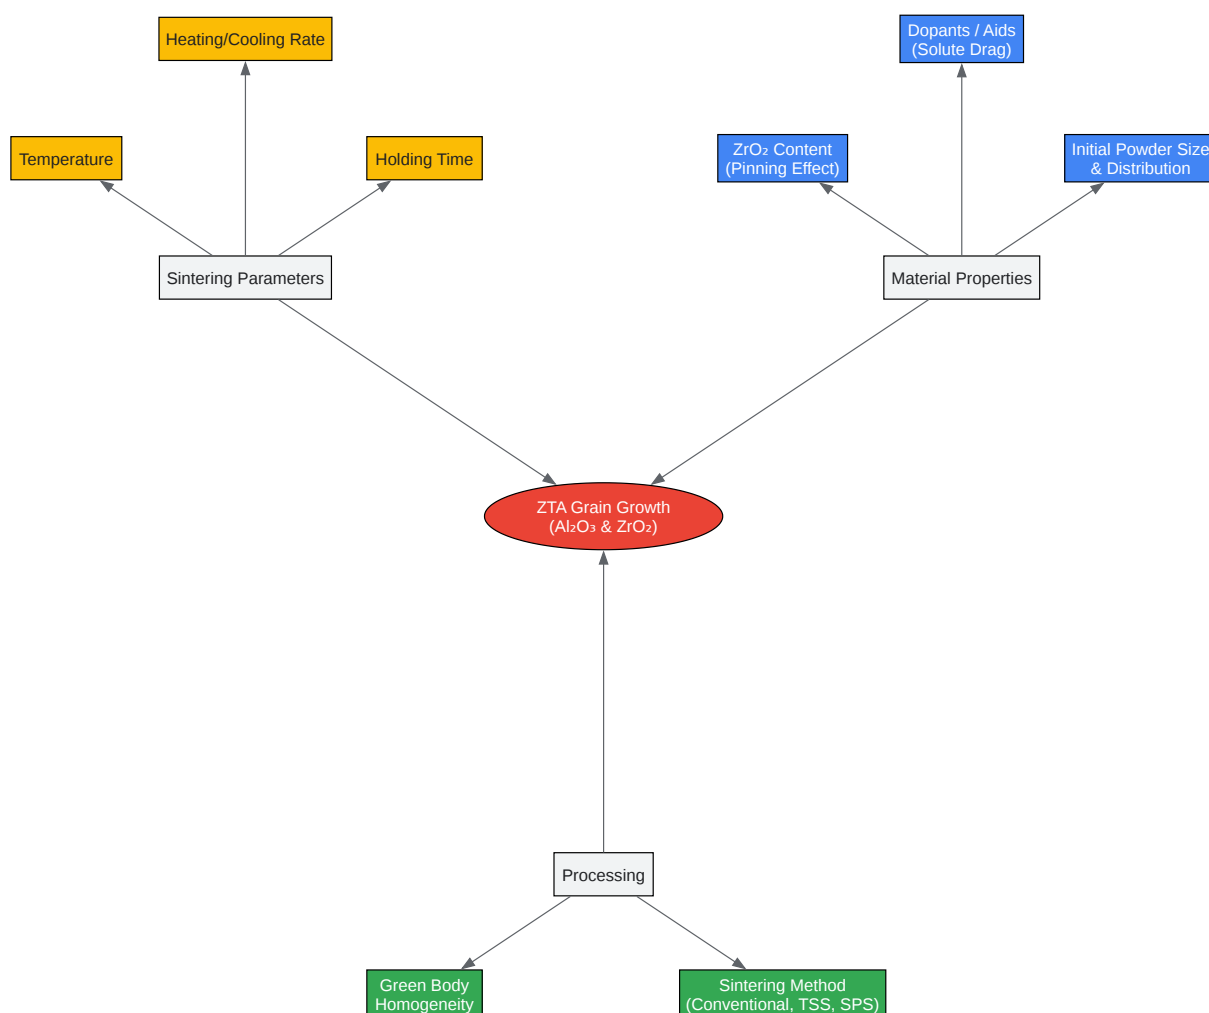 Heating/Cooling Rate
Dopants / Aids
(Solute Drag)
Temperature
Holding Time
ZrO₂ Content
(Pinning Effect)
Initial Powder Size
& Distribution
Sintering Parameters
Material Properties
ZTA Grain Growth
(Al₂O₃ & ZrO₂)
Processing
Green Body
Homogeneity
Sintering Method
(Conventional, TSS, SPS)